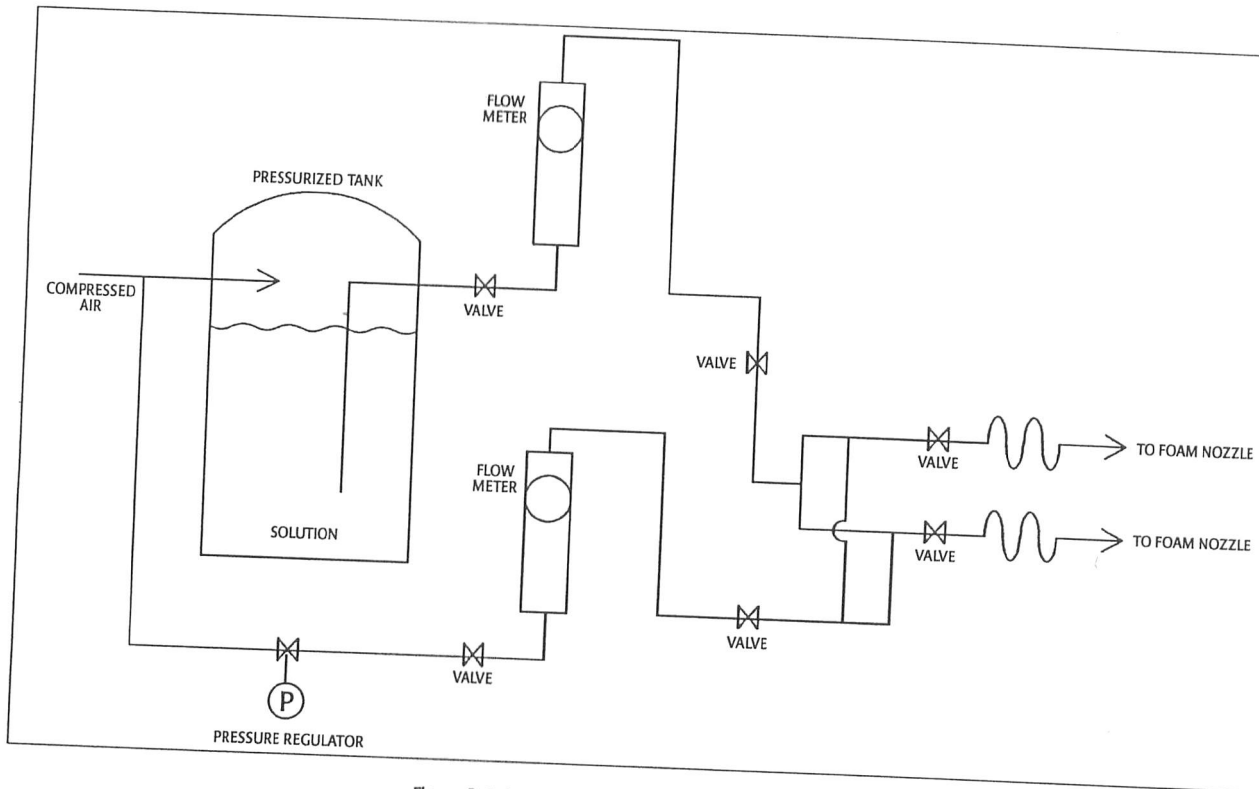 FLOW
METER
PRESSURIZED TANK
COMPRESSED
AIR
VALVE
VALVE
VALVE
TO FOAM NOZZLE
FLOW
METER
SOLUTION
VALVE
TO FOAM NOZZLE
VALVE
VALVE
P
PRESSURE REGULATOR